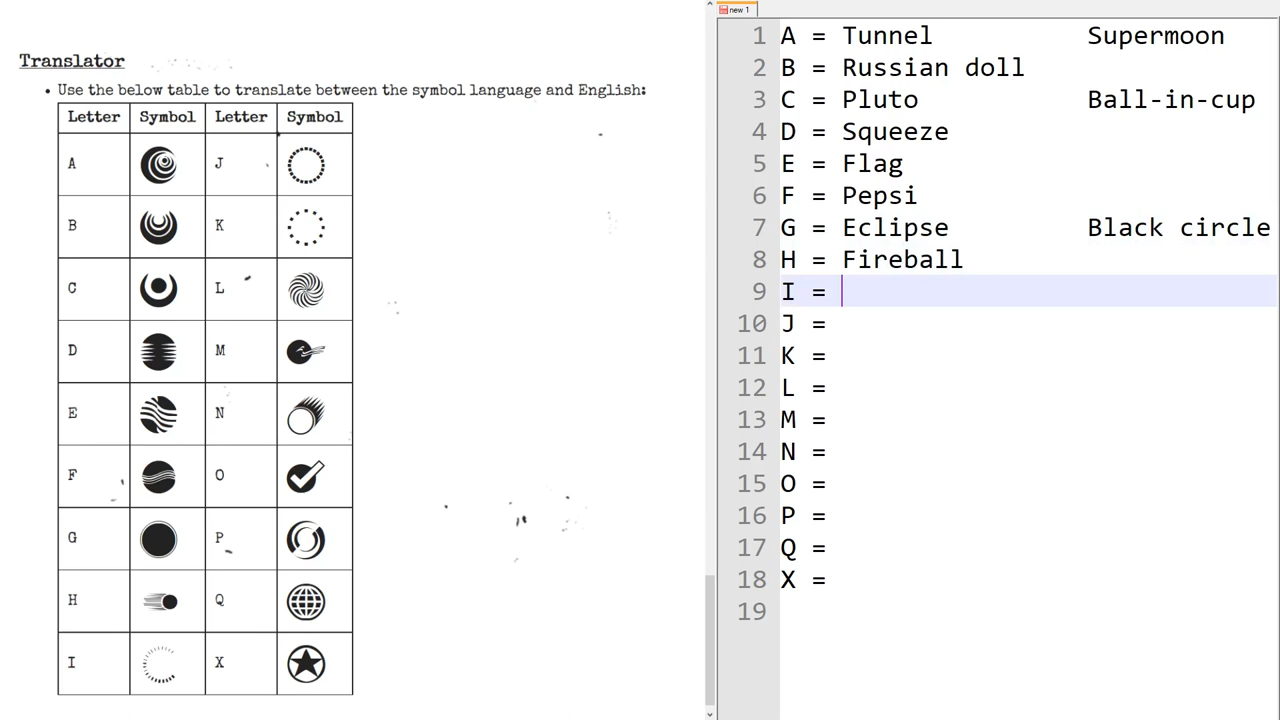 Translator
• Use the below table to translate between the symbol language and English:
Letter Symbol Letter Symbol
A J
B K
C L
D M
E N
F O
G P
H Q
I X
new 1
1 A = Tunnel Supermoon
2 B = Russian doll
3 C = Pluto Ball-in-cup
4 D = Squeeze
5 E = Flag
6 F = Pepsi
7 G = Eclipse Black circle
8 H = Fireball
9 I =
10 J =
11 K =
12 L =
13 M =
14 N =
15 O =
16 P =
17 Q =
18 X =
19